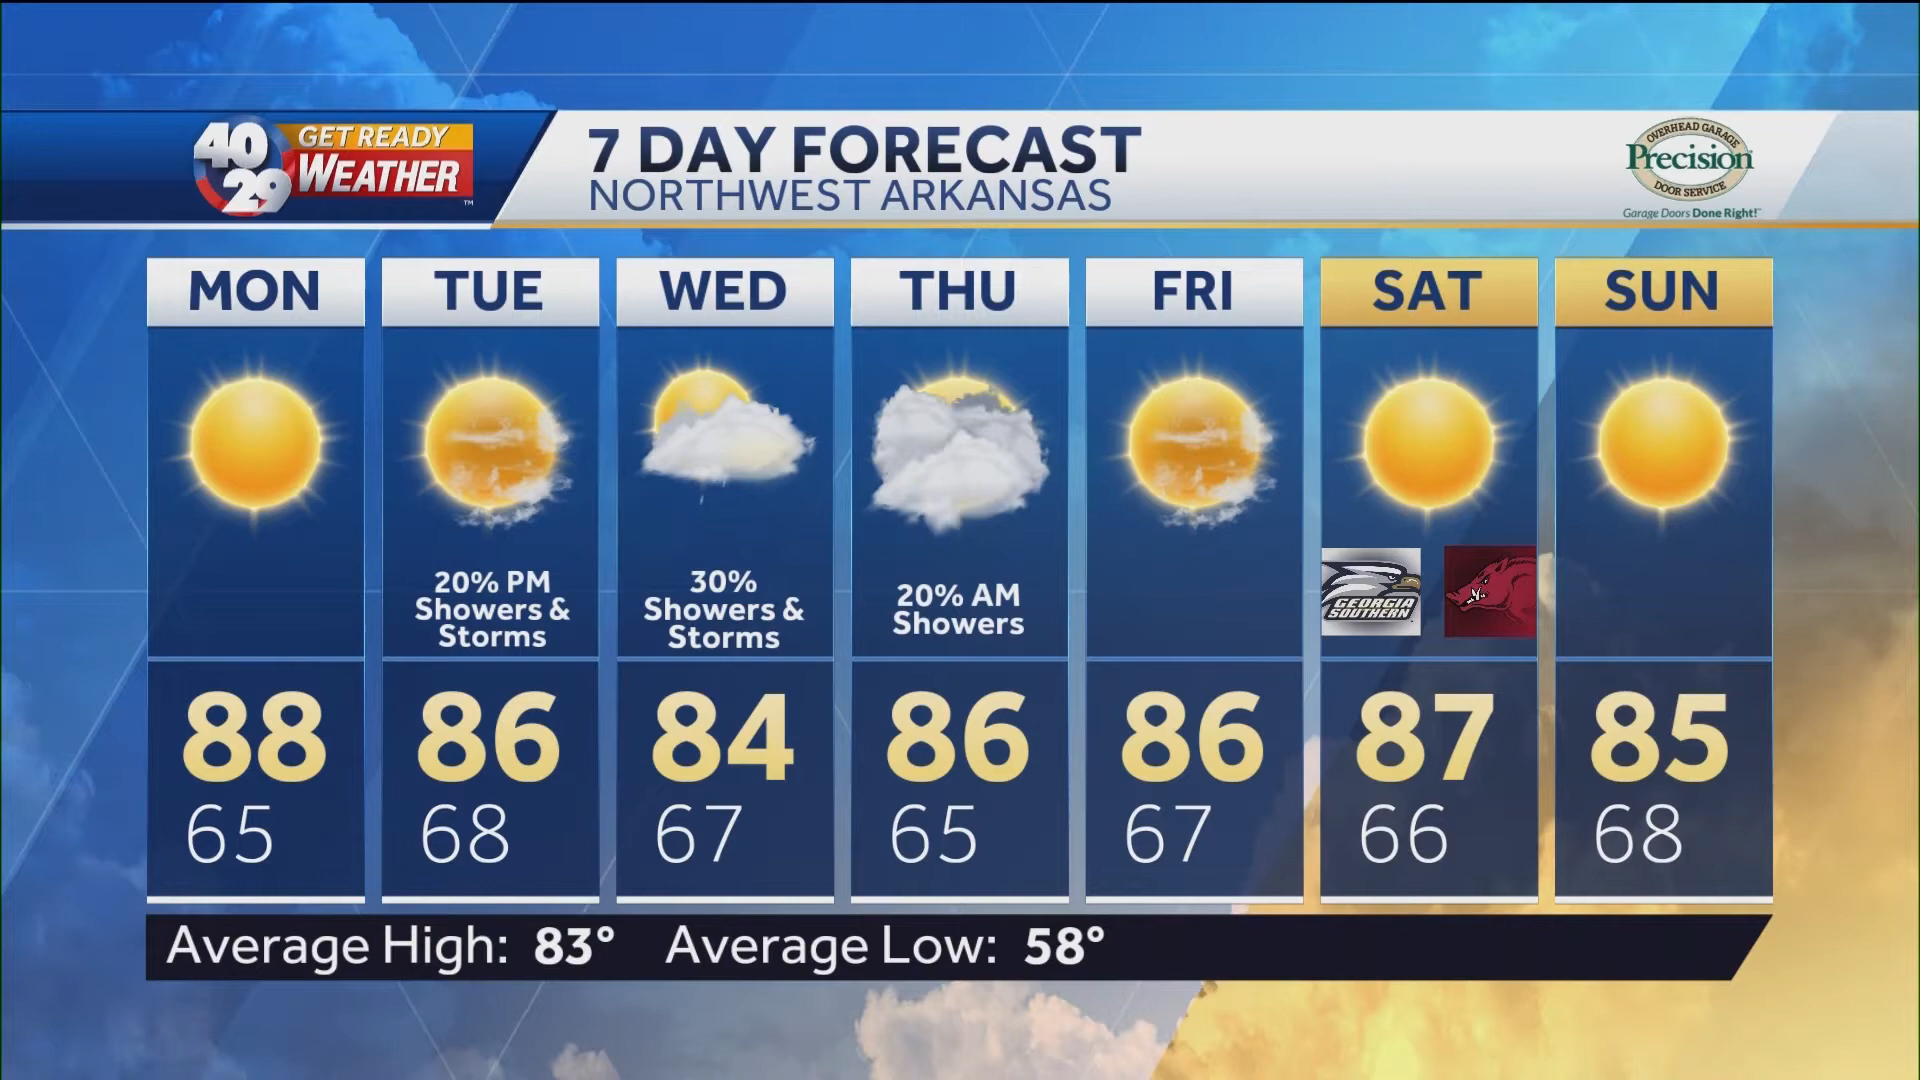 40
29
GET READY
WEATHER
™
7 DAY FORECAST
NORTHWEST ARKANSAS
OVERHEAD GARAGE
Precision
DOOR SERVICE
Garage Doors Done Right!
MON
TUE
WED
THU
FRI
SAT
SUN
20% PM
Showers &
Storms
30%
Showers &
Storms
20% AM
Showers
GEORGIA
SOUTHERN
88
86
84
86
86
87
85
65
68
67
65
67
66
68
Average High: 83° Average Low: 58°